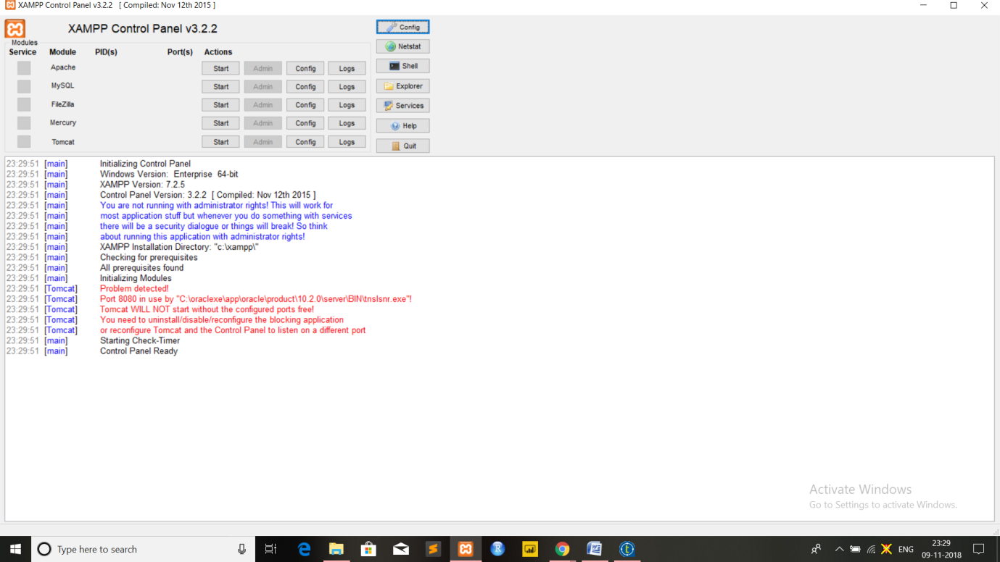 XAMPP Control Panel v3.2.2 [ Compiled: Nov 12th 2015 ]
XAMPP Control Panel v3.2.2
Config
Modules
Service Module PID(s) Port(s) Actions
Netstat
Apache Start Admin Config Logs
Shell
MySQL Start Admin Config Logs
Explorer
FileZilla Start Admin Config Logs
Services
Mercury Start Admin Config Logs
Help
Tomcat Start Admin Config Logs
Quit
23:29:51 [main] Initializing Control Panel
23:29:51 [main] Windows Version: Enterprise 64-bit
23:29:51 [main] XAMPP Version: 7.2.5
23:29:51 [main] Control Panel Version: 3.2.2 [ Compiled: Nov 12th 2015 ]
23:29:51 [main] You are not running with administrator rights! This will work for
23:29:51 [main] most application stuff but whenever you do something with services
23:29:51 [main] there will be a security dialogue or things will break! So think
23:29:51 [main] about running this application with administrator rights!
23:29:51 [main] XAMPP Installation Directory: "c:\xampp\"
23:29:51 [main] Checking for prerequisites
23:29:51 [main] All prerequisites found
23:29:51 [main] Initializing Modules
23:29:51 [Tomcat] Problem detected!
23:29:51 [Tomcat] Port 8080 in use by "C:\oraclexe\app\oracle\product\10.2.0\server\BIN\tnslsnr.exe"!
23:29:51 [Tomcat] Tomcat WILL NOT start without the configured ports free!
23:29:51 [Tomcat] You need to uninstall/disable/reconfigure the blocking application
23:29:51 [Tomcat] or reconfigure Tomcat and the Control Panel to listen on a different port
23:29:51 [main] Starting Check-Timer
23:29:51 [main] Control Panel Ready
Activate Windows
Go to Settings to activate Windows.
Type here to search
ENG
23:29
09-11-2018